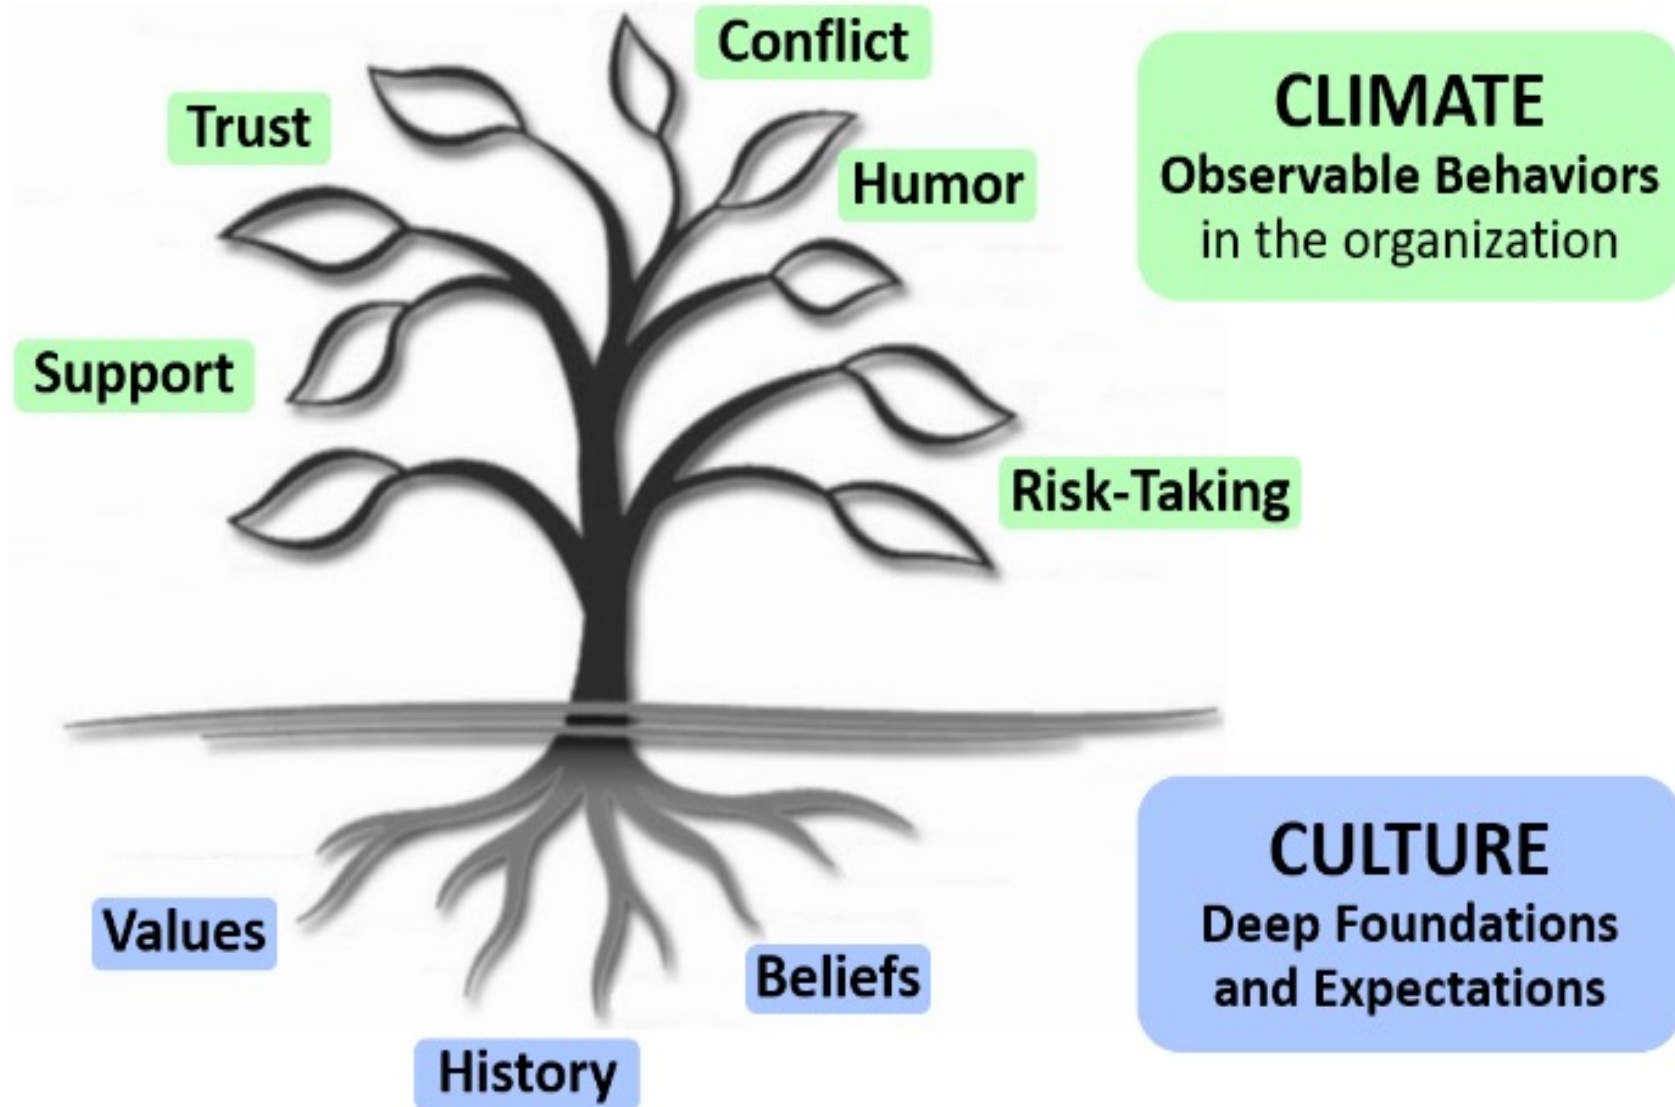 Conflict
Trust
Humor
Support
Risk-Taking
CLIMATE
Observable Behaviors
in the organization
Values
Beliefs
History
CULTURE
Deep Foundations
and Expectations